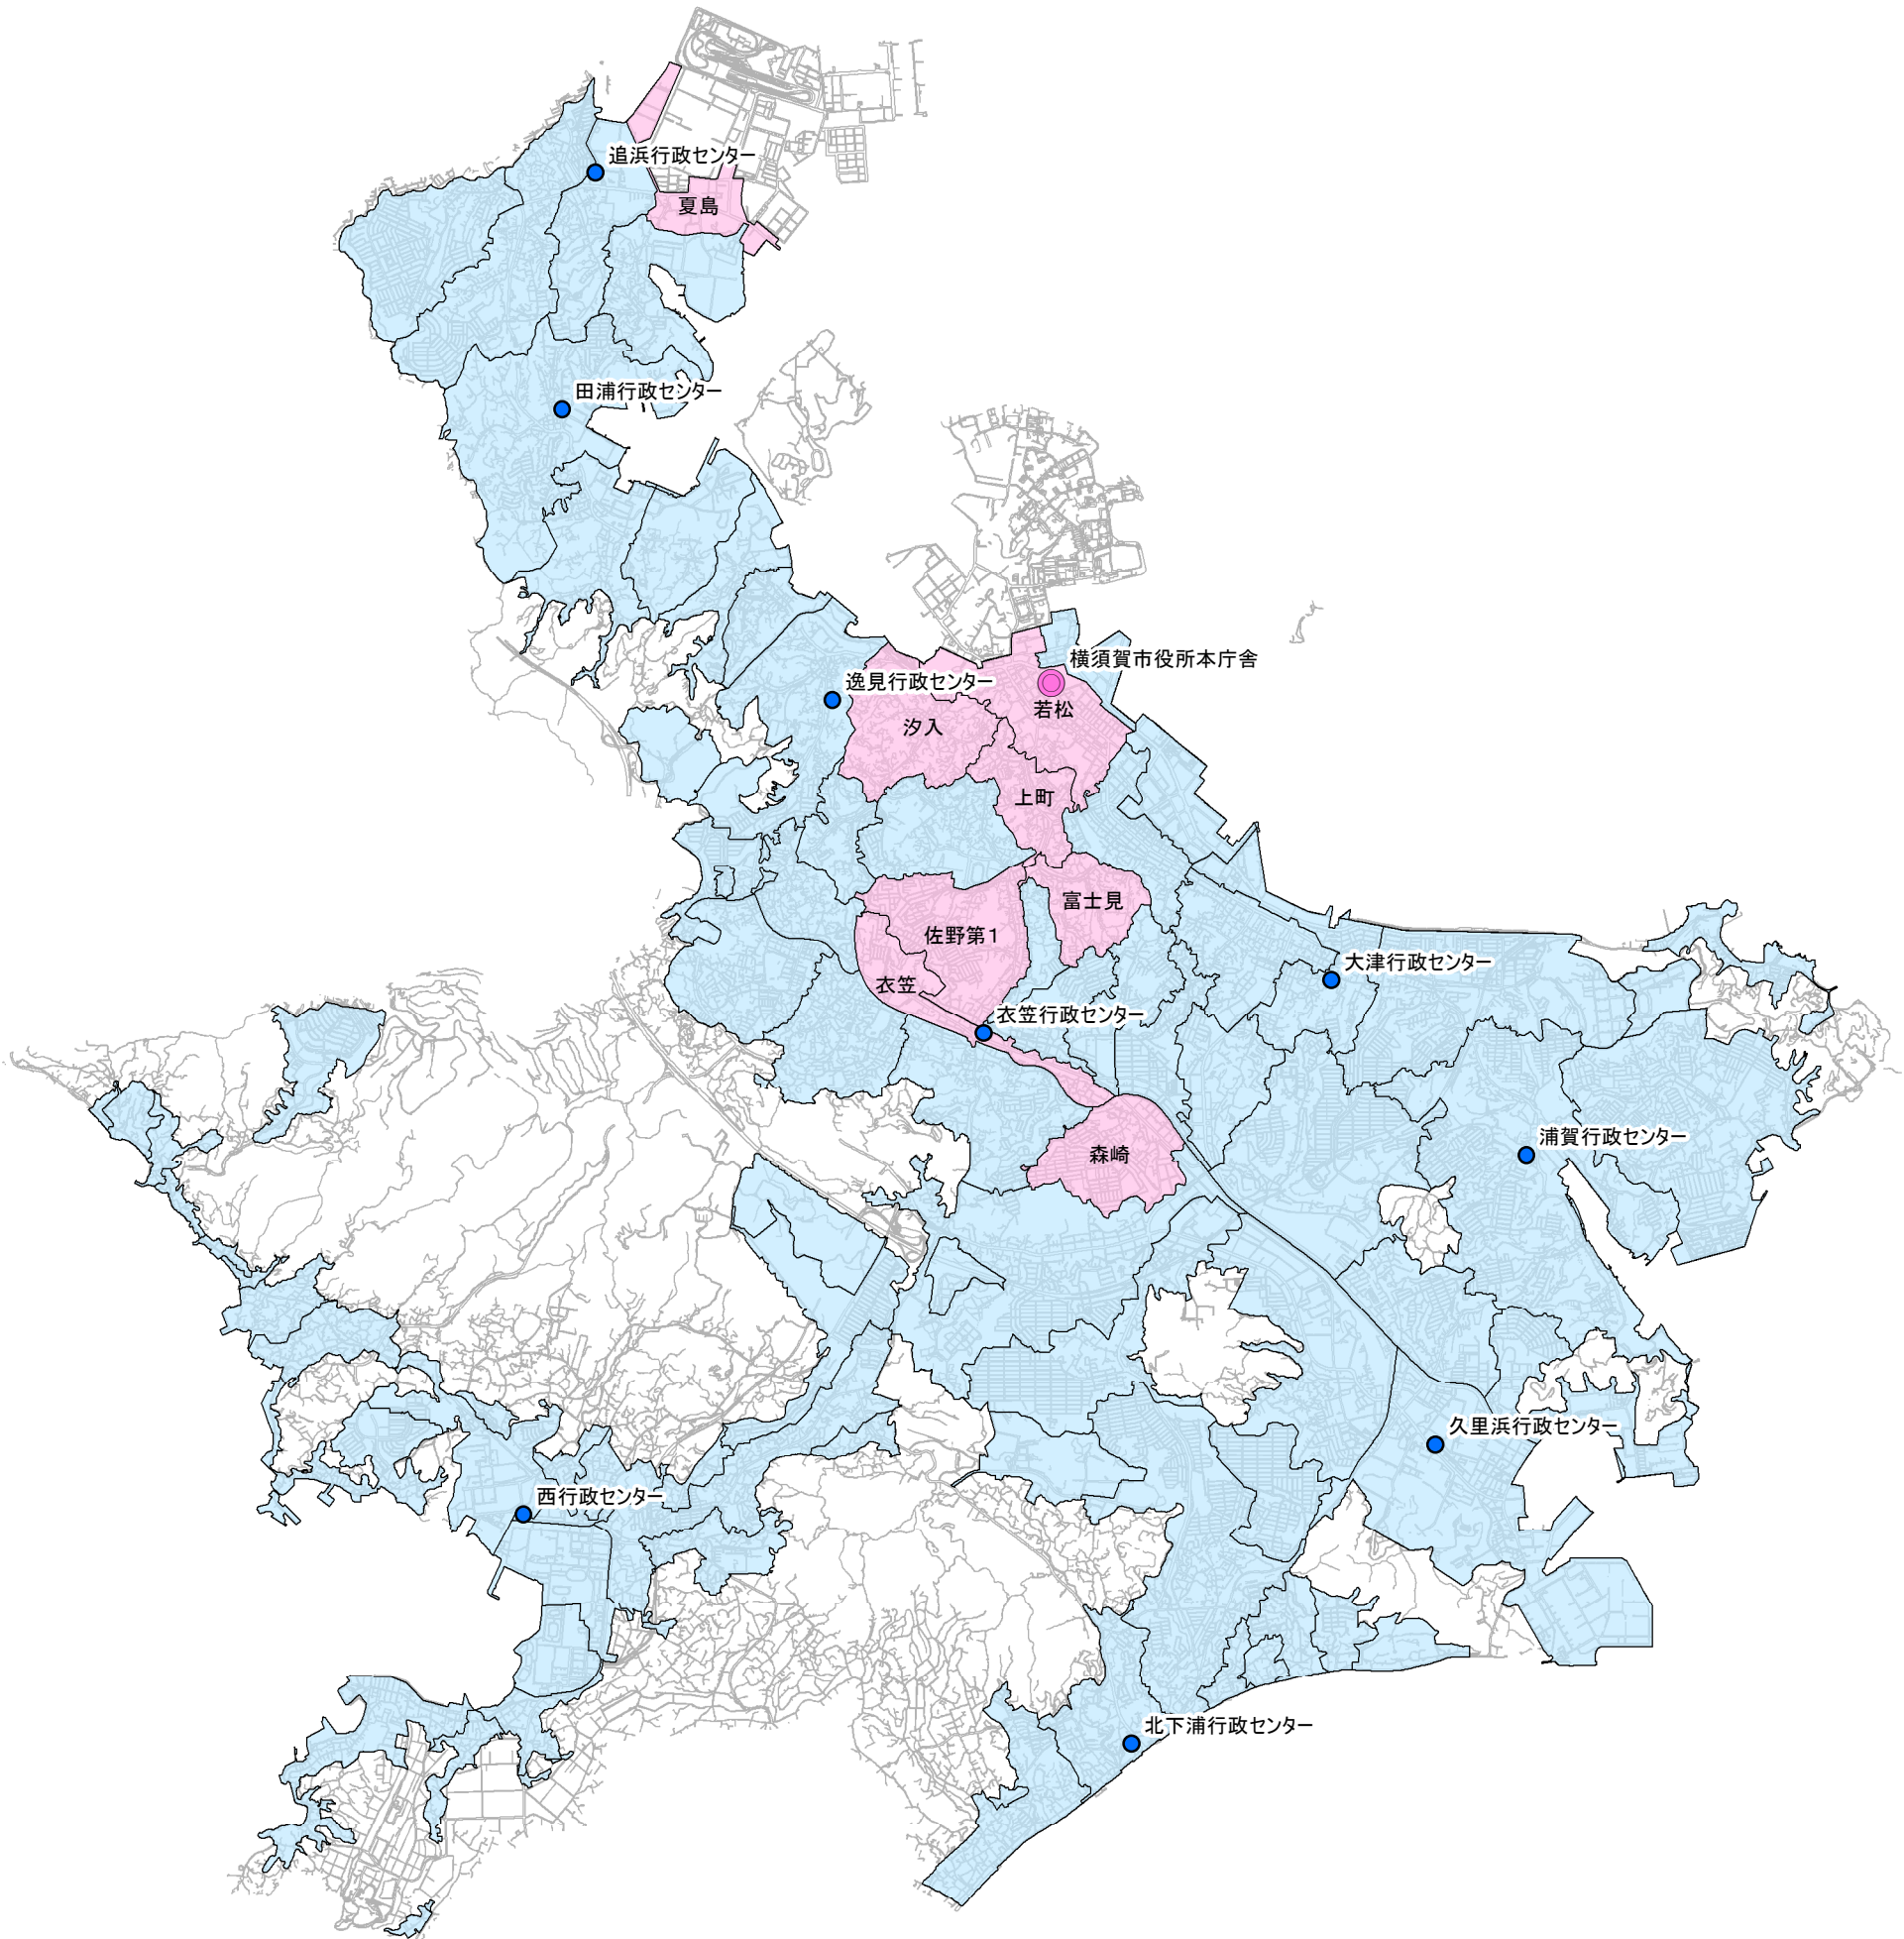 追浜行政センター
夏島
田浦行政センター
横須賀市役所本庁舎
逸見行政センター
若松
汐入
上町
富士見
佐野第1
大津行政センター
衣笠
衣笠行政センター
浦賀行政センター
森崎
久里浜行政センター
西行政センター
北下浦行政センター